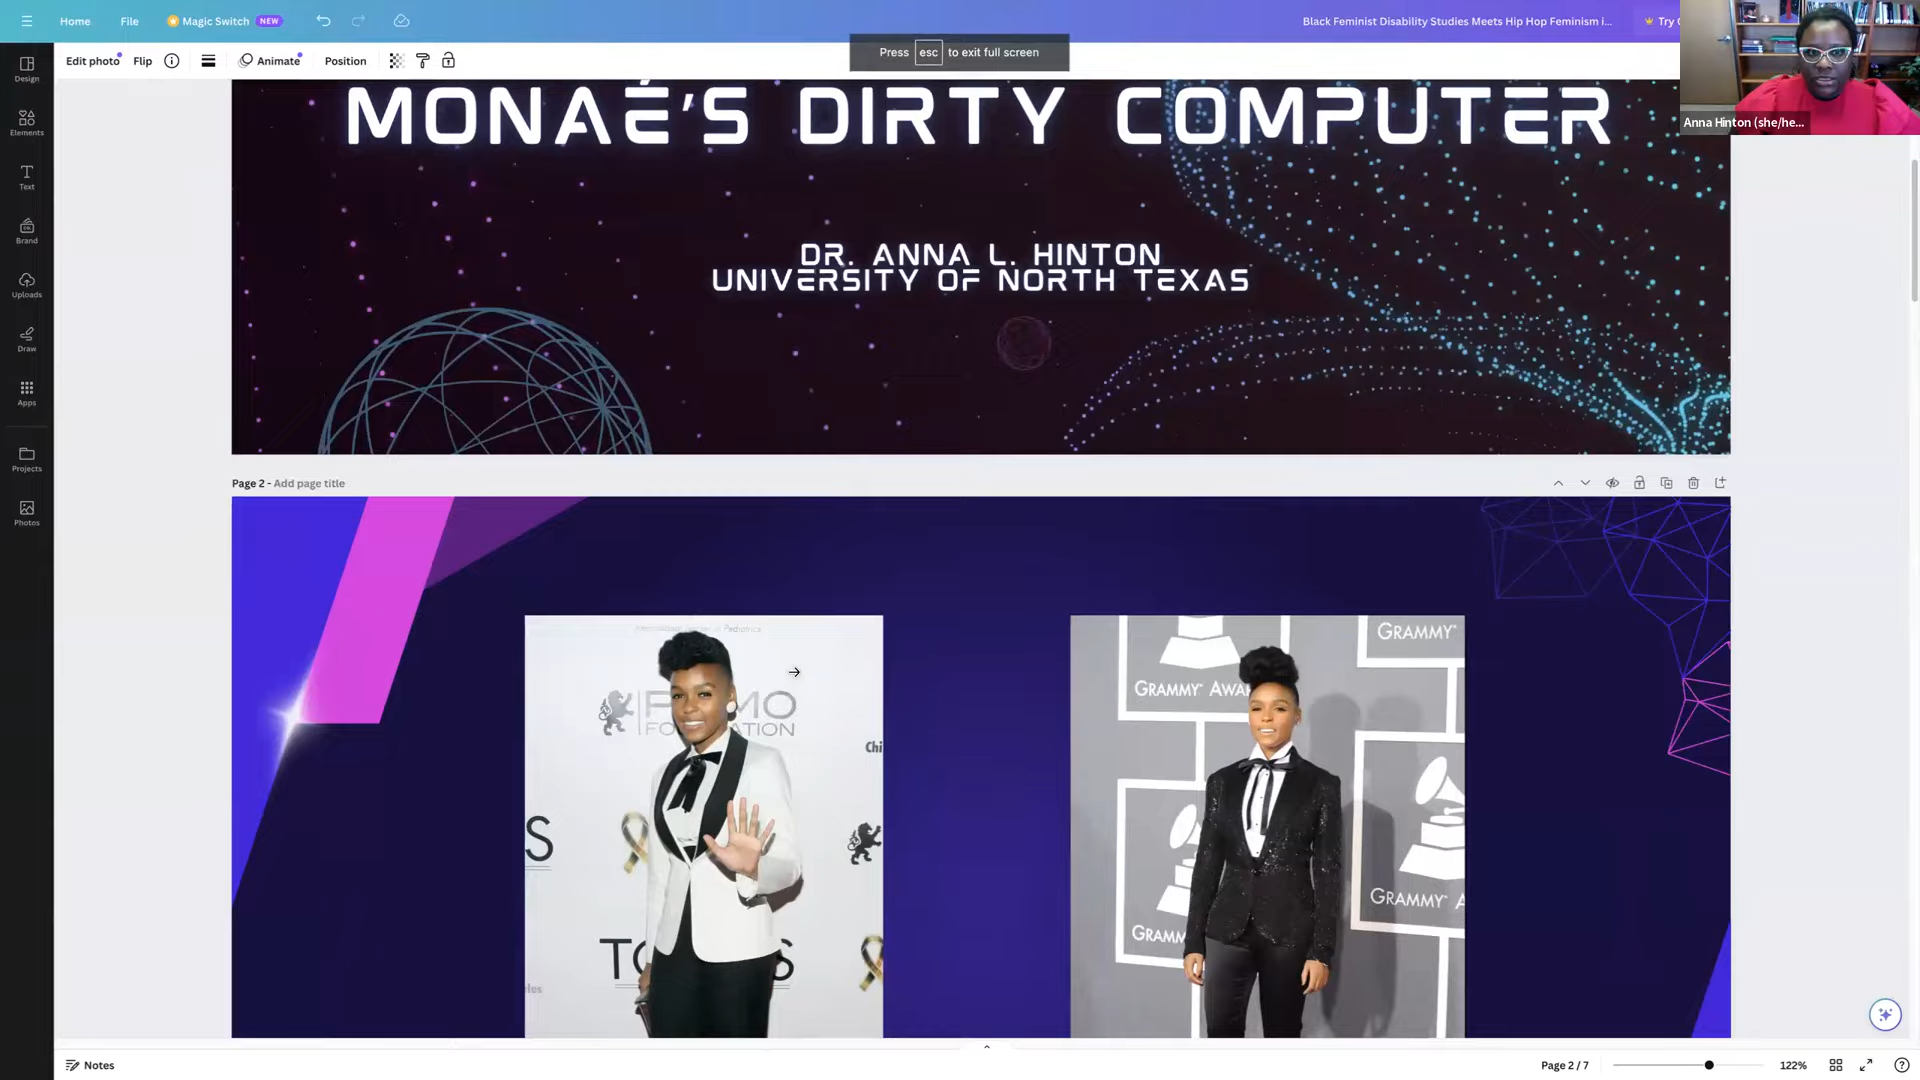 Home File Magic Switch NEW Black Feminist Disability Studies Meets Hip Hop Feminism i... Try
Press esc to exit full screen
Edit photo Flip Animate Position
Design
Elements
Text
Brand
Uploads
Draw
Apps
Projects
Photos
Anna Hinton (she/he...
MONAÉ'S DIRTY COMPUTER
DR. ANNA L. HINTON
UNIVERSITY OF NORTH TEXAS
Page 2 - Add page title
GRAMMY
GRAMMY AWA
GRAMMY A
GRAMM
Chi
S
Notes
Page 2 / 7 122%